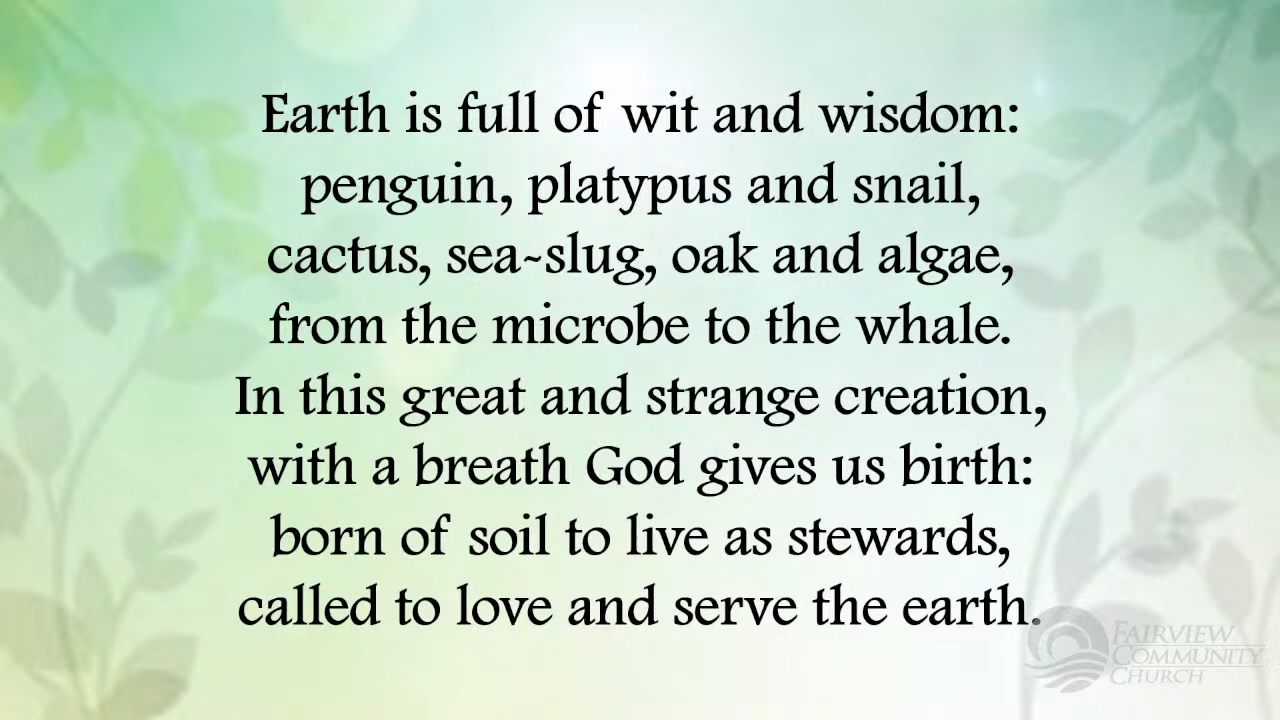 Earth is full of wit and wisdom:
penguin, platypus and snail,
cactus, sea-slug, oak and algae,
from the microbe to the whale.
In this great and strange creation,
with a breath God gives us birth:
born of soil to live as stewards,
called to love and serve the earth.
FAIRVIEW
COMMUNITY
CHURCH